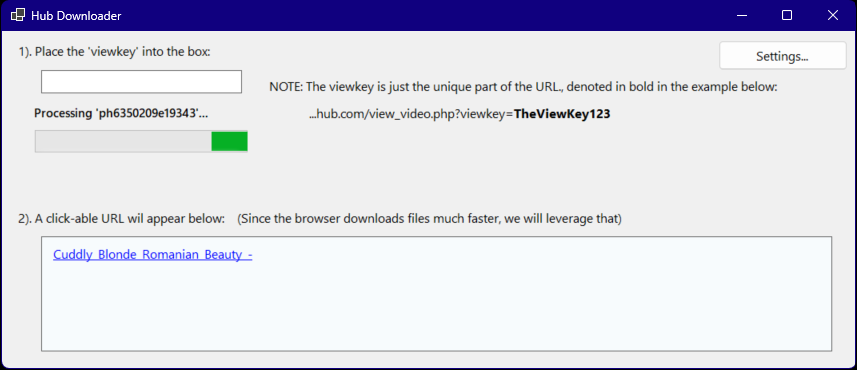 Hub Downloader
1). Place the 'viewkey' into the box:
Settings...
NOTE: The viewkey is just the unique part of the URL., denoted in bold in the example below:
Processing 'ph6350209e19343'...
...hub.com/view_video.php?viewkey=TheViewKey123
2). A click-able URL wil appear below: (Since the browser downloads files much faster, we will leverage that)
Cuddly_Blonde_Romanian_Beauty_-